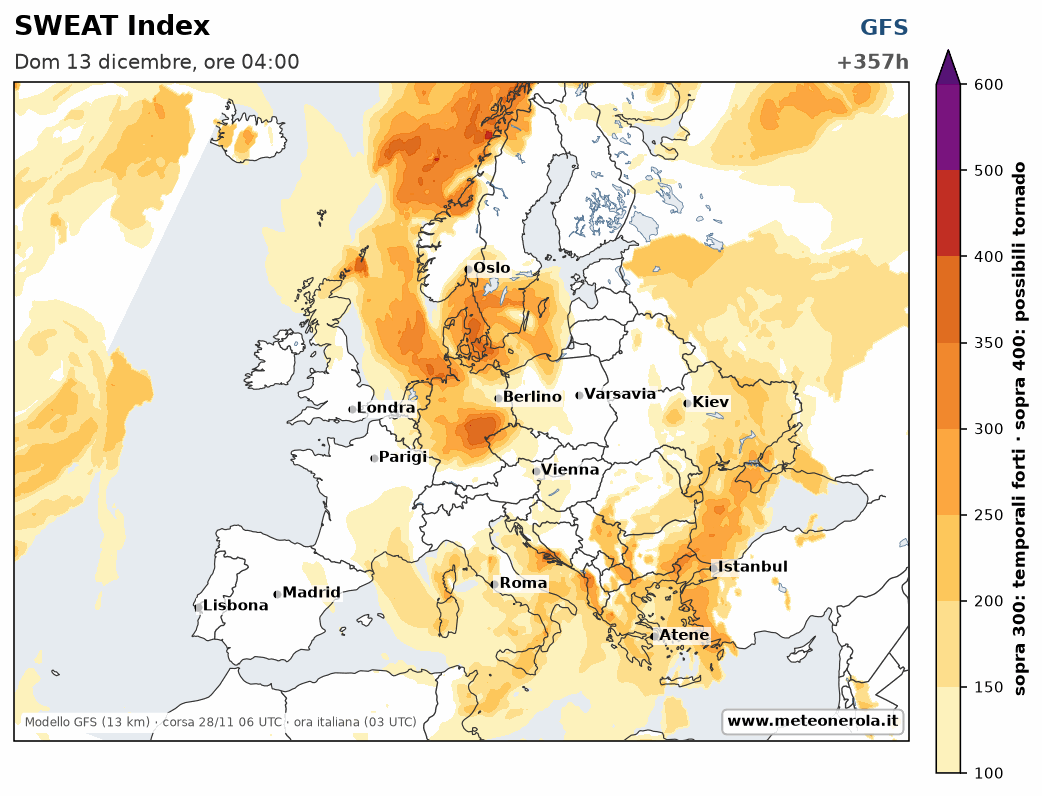 SWEAT Index
GFS
Dom 13 dicembre, ore 04:00
+357h
600
500
400
350
300
250
200
150
100
sopra 300: temporali forti · sopra 400: possibili tornado
Oslo
Berlino
Varsavia
Kiev
Londra
Parigi
Vienna
Istanbul
Roma
Madrid
Lisbona
Atene
Modello GFS (13 km) · corsa 28/11 06 UTC · ora italiana (03 UTC)
www.meteonerola.it